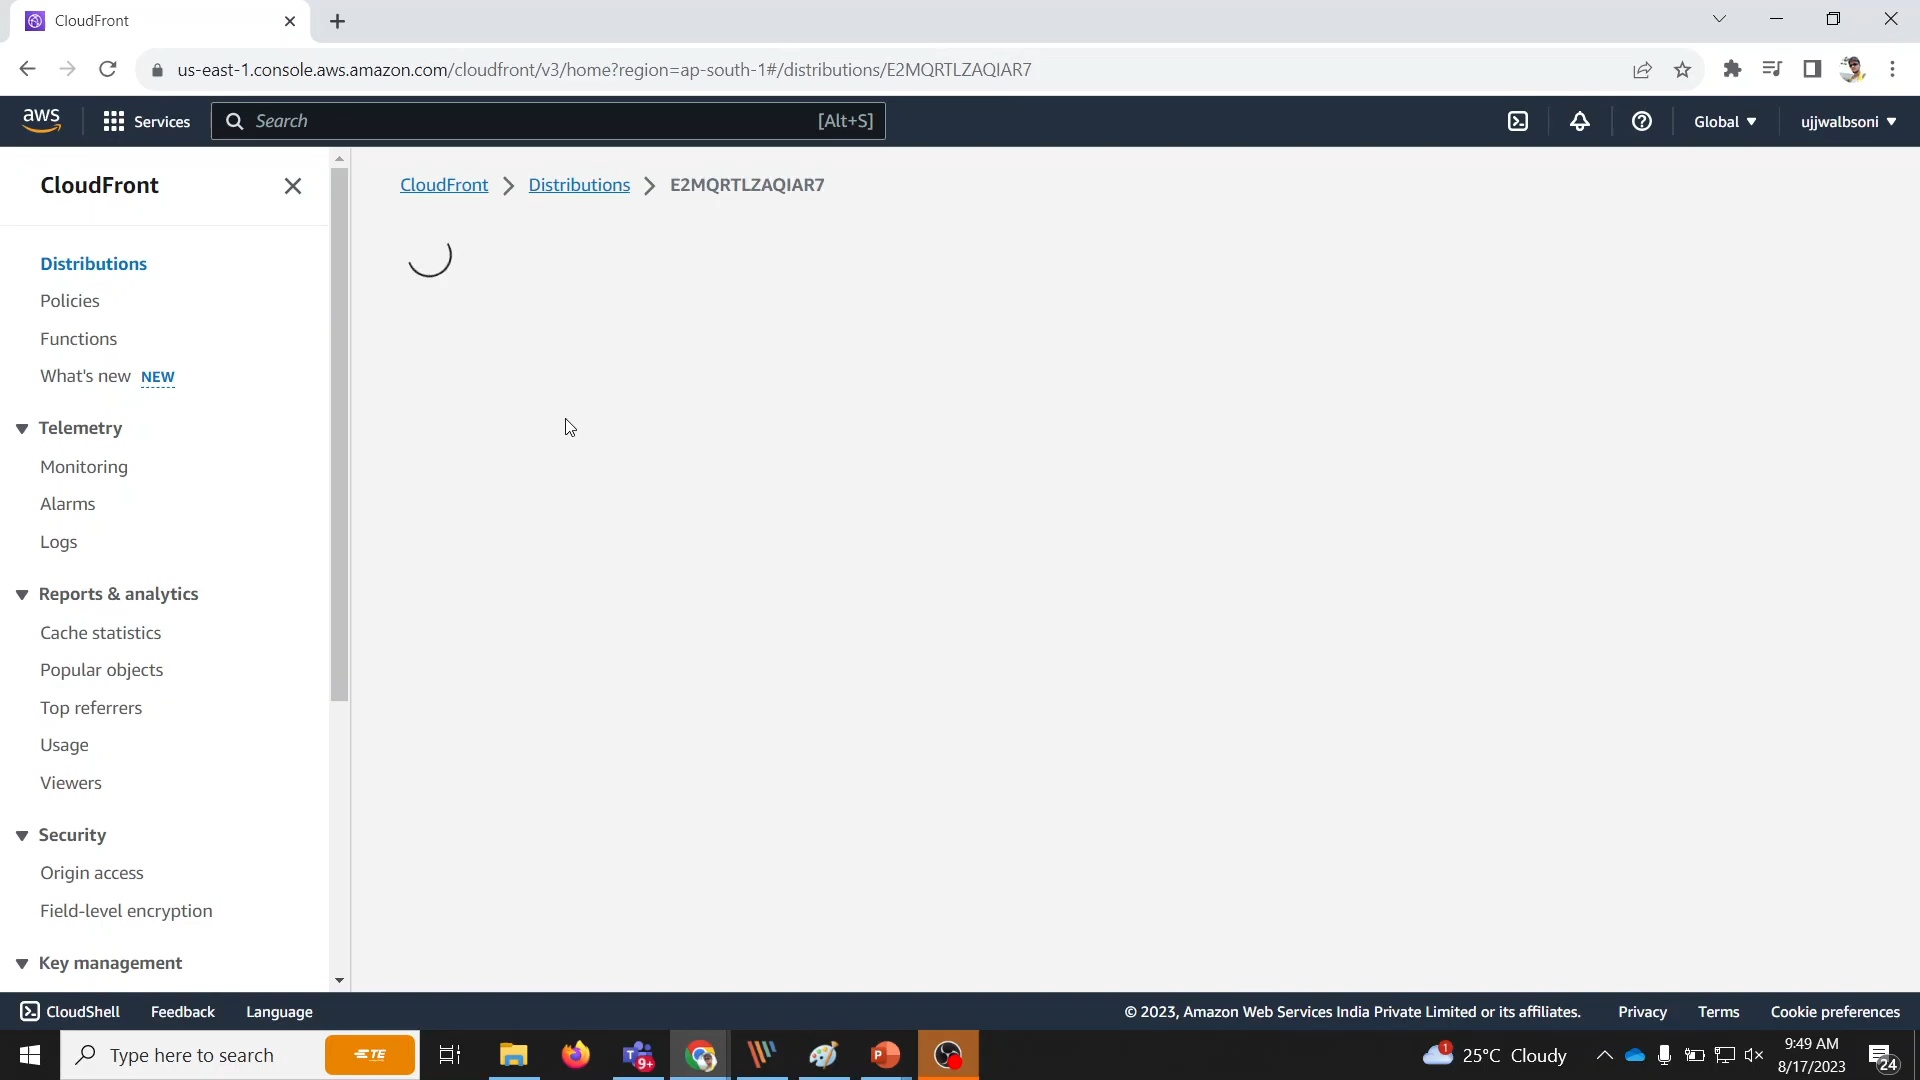 CloudFront
us-east-1.console.aws.amazon.com/cloudfront/v3/home?region=ap-south-1#/distributions/E2MQRTLZAQIAR7
aws
Services
Search
[Alt+S]
Global
ujjwalbsoni
CloudFront
CloudFront
Distributions
E2MQRTLZAQIAR7
Distributions
Policies
Functions
What's new NEW
Telemetry
Monitoring
Alarms
Logs
Reports & analytics
Cache statistics
Popular objects
Top referrers
Usage
Viewers
Security
Origin access
Field-level encryption
Key management
CloudShell
Feedback
Language
© 2023, Amazon Web Services India Private Limited or its affiliates.
Privacy
Terms
Cookie preferences
Type here to search
TE
T
9+
P
1
25°C Cloudy
9:49 AM
8/17/2023
24